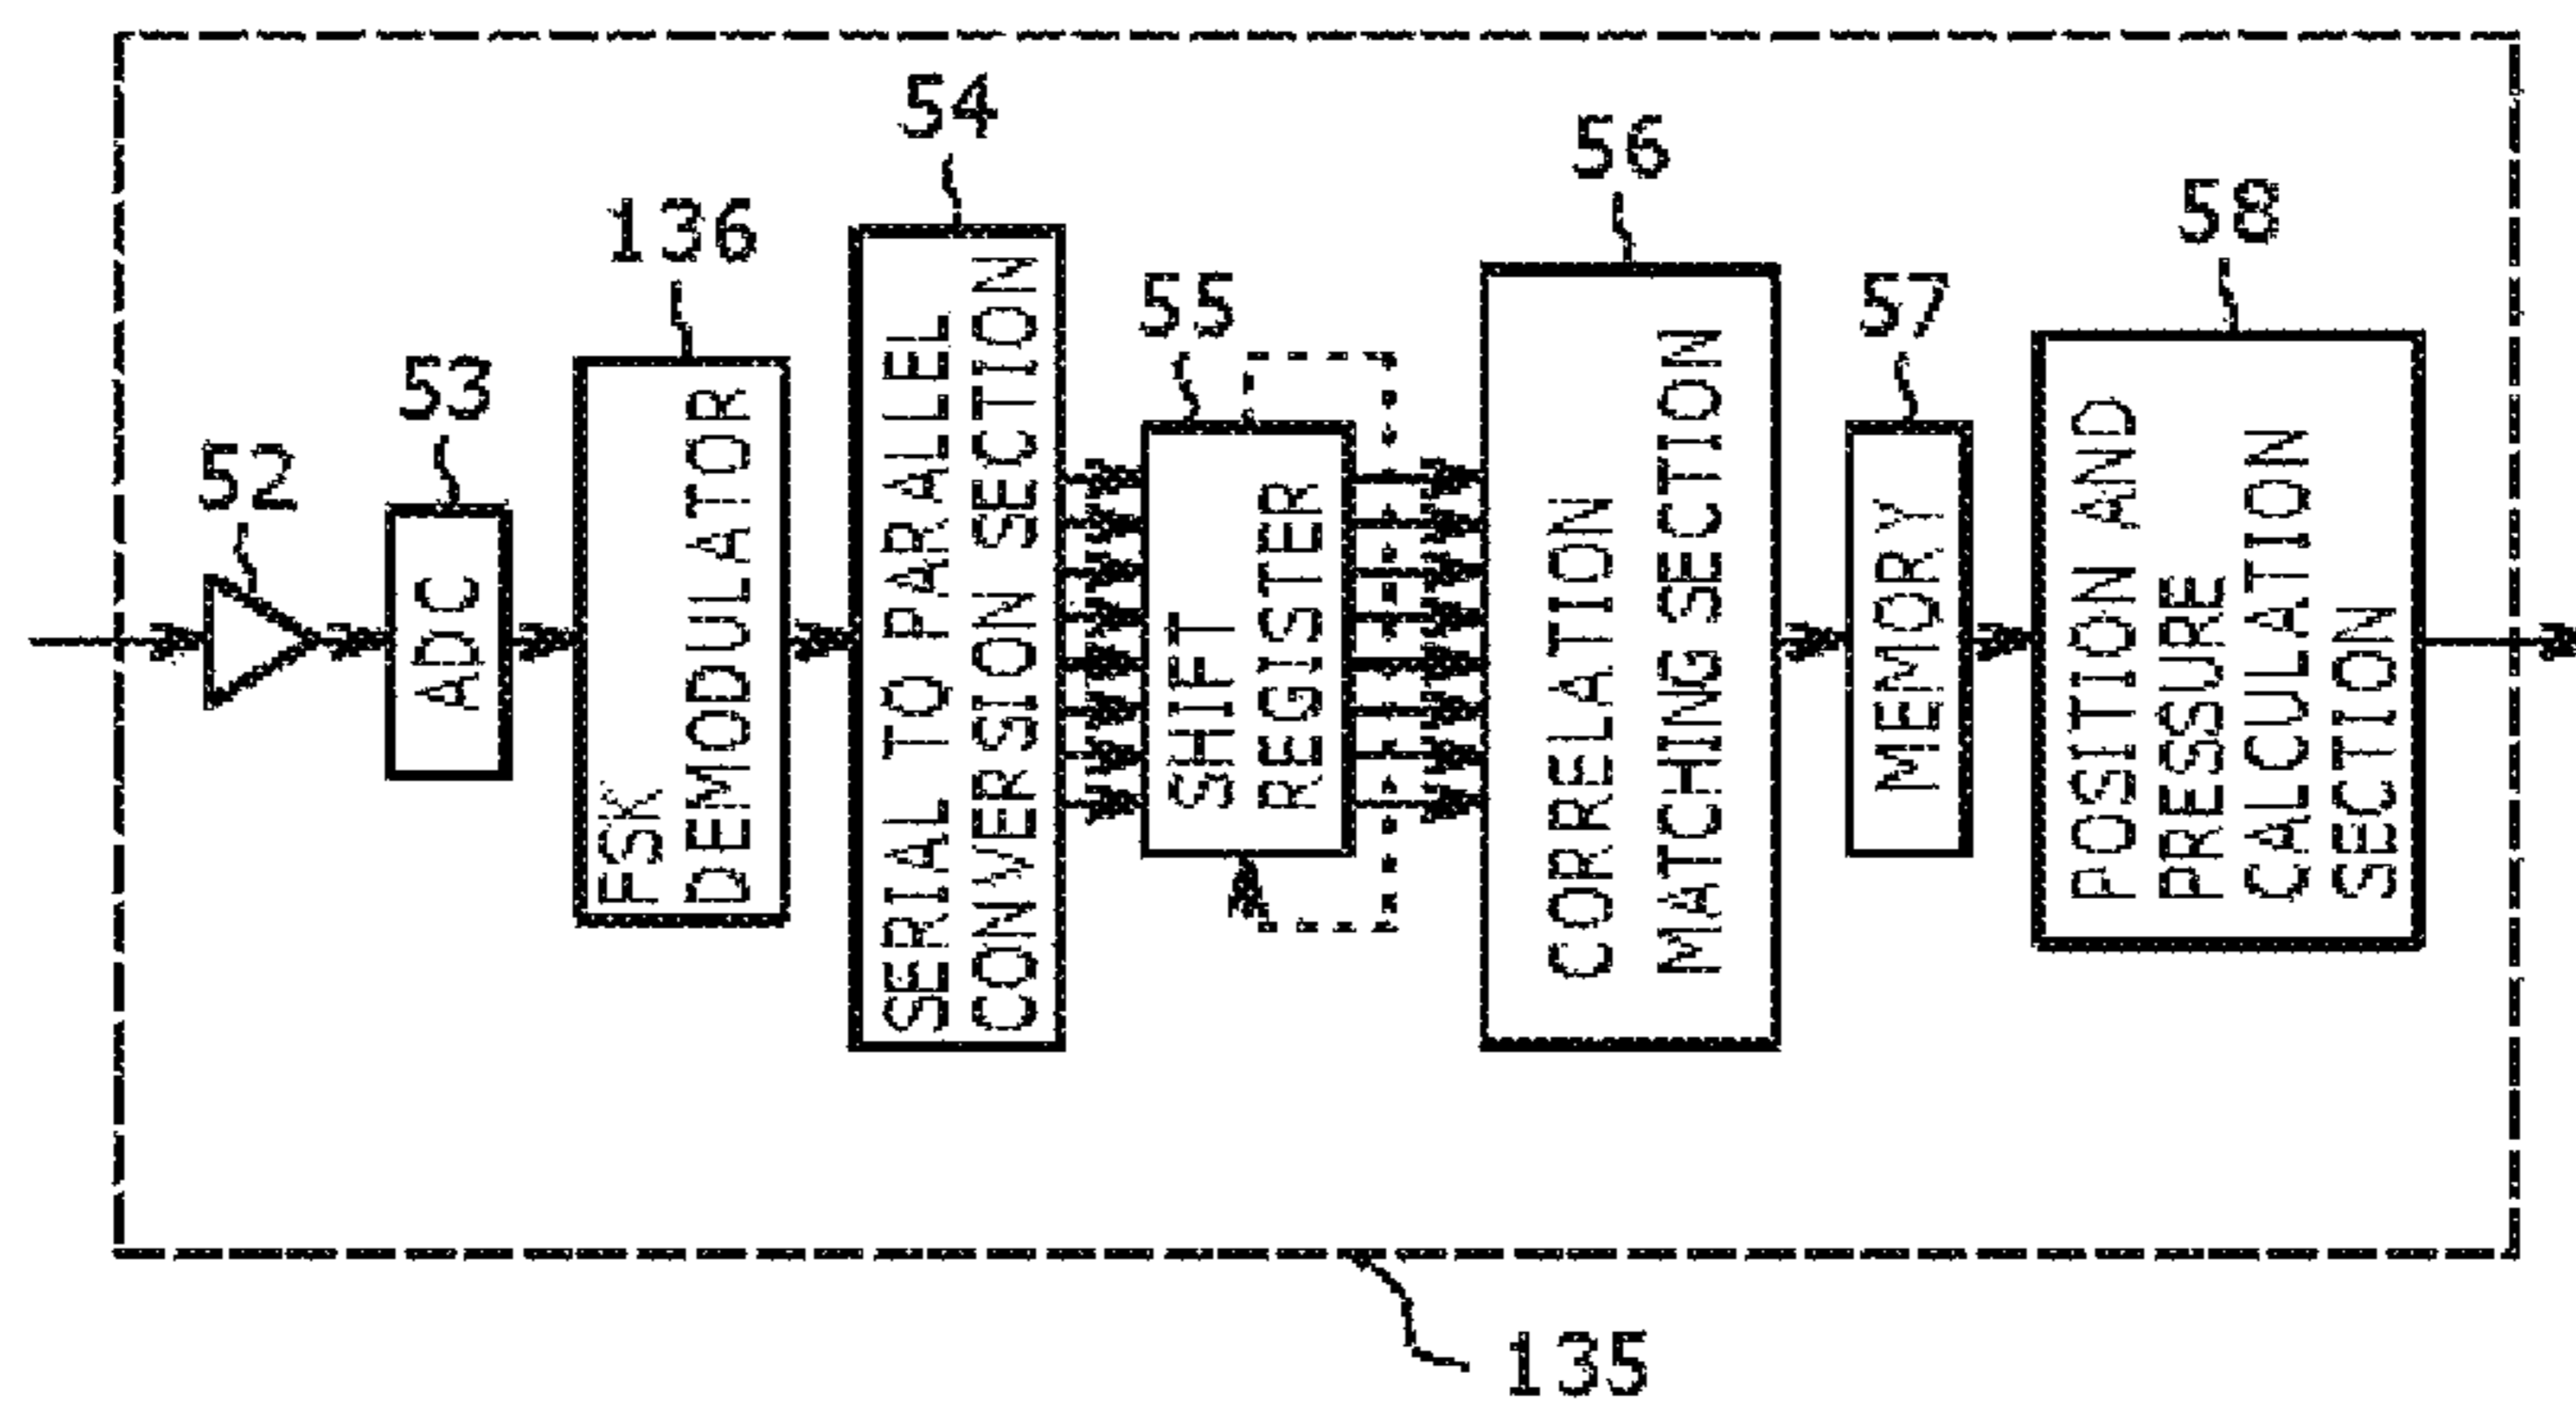 52
53
ADC
136
FSK
DEMODULATOR
54
SERIAL TO PARALLEL
CONVERSION SECTION
55
SHIFT
REGISTER
56
CORRELATION
MATCHING SECTION
57
MEMORY
58
POSITION AND
PRESSURE
CALCULATION
SECTION
135